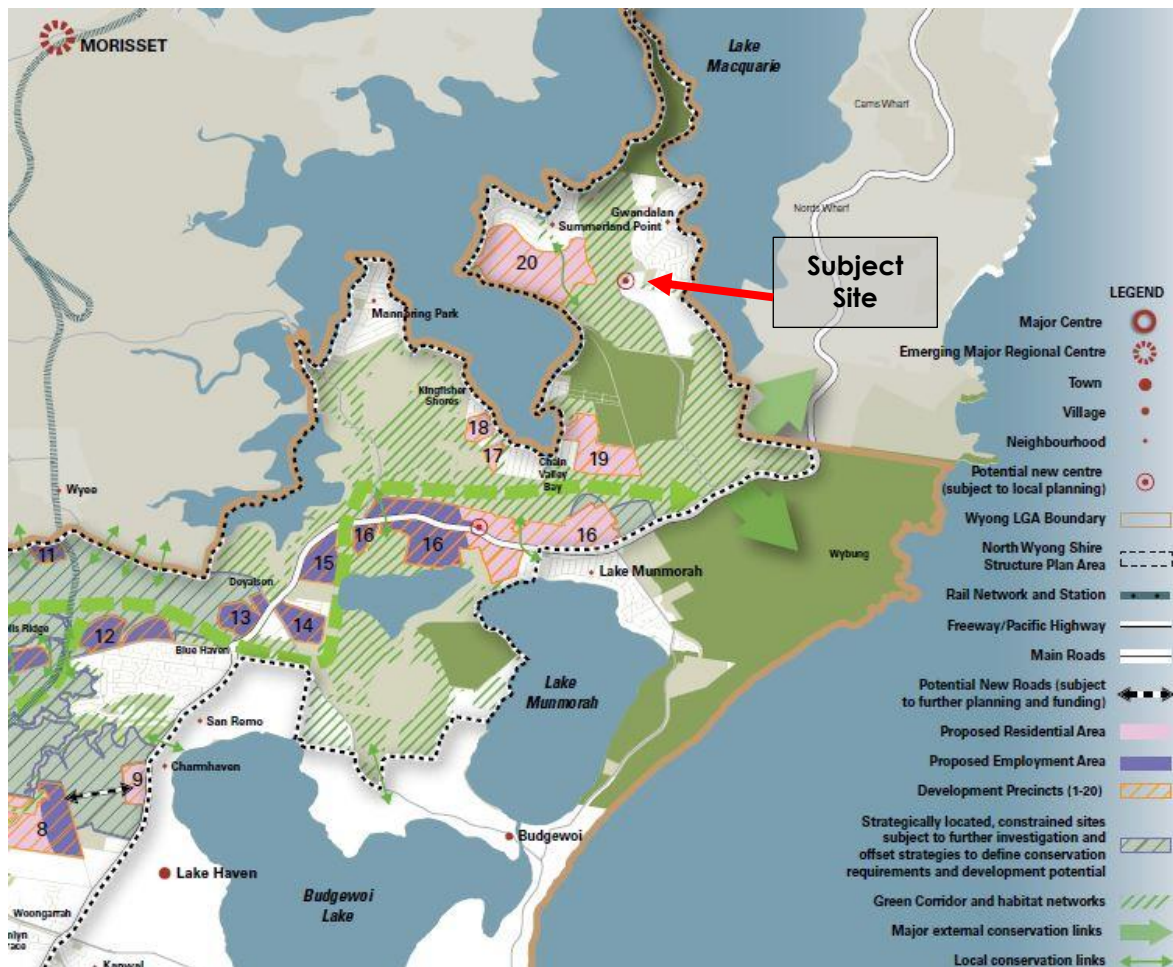 MORISSET
Lake
Macquarie
Cams Wharf
Nords Wharf
Gwandalan
Summerland Point
20
Subject
Site
Mannering Park
Kingfisher
Shores
18
17
19
Chain
Valley
Bay
Wyee
11
16
16
16
15
Doyalson
13
14
12
Blue Haven
Lake Munmorah
Wybung
Lake
Munmorah
San Remo
Charmhaven
9
8
Lake Haven
Budgewoi
Budgewoi
Lake
Woongarrah
LEGEND
Major Centre
Emerging Major Regional Centre
Town
Village
Neighbourhood
Potential new centre
(subject to local planning)
Wyong LGA Boundary
North Wyong Shire
Structure Plan Area
Rail Network and Station
Freeway/Pacific Highway
Main Roads
Potential New Roads (subject
to further planning and funding)
Proposed Residential Area
Proposed Employment Area
Development Precincts (1-20)
Strategically located, constrained sites
subject to further investigation and
offset strategies to define conservation
requirements and development potential
Green Corridor and habitat networks
Major external conservation links
Local conservation links